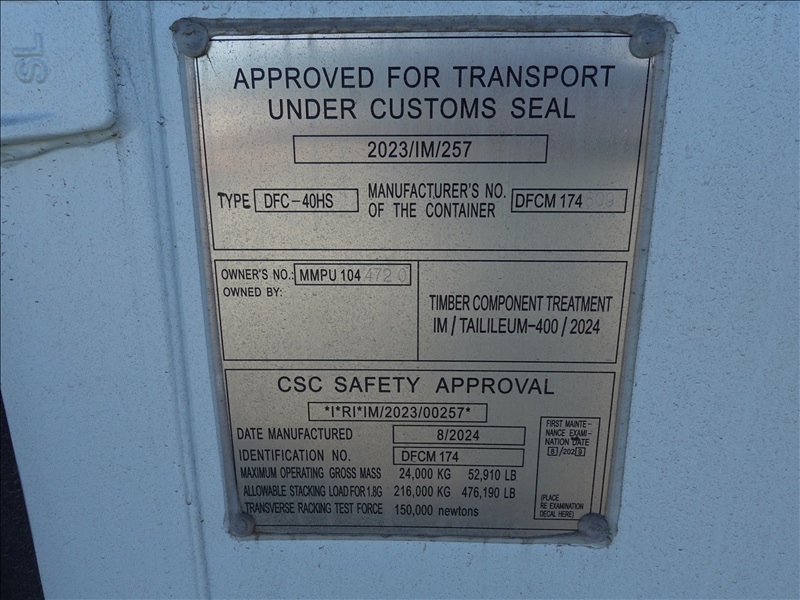 SL
APPROVED FOR TRANSPORT
UNDER CUSTOMS SEAL
2023/IM/257
TYPE DFC-40HS MANUFACTURER'S NO. OF THE CONTAINER DFCM 174
OWNER'S NO.: MMPU 104 472 0
OWNED BY:
TIMBER COMPONENT TREATMENT
IM / TAILILEUM-400 / 2024
CSC SAFETY APPROVAL
*I*RI*IM/2023/00257*
DATE MANUFACTURED 8/2024
IDENTIFICATION NO. DFCM 174
MAXIMUM OPERATING GROSS MASS 24,000 KG 52,910 LB
ALLOWABLE STACKING LOAD FOR 1.8G 216,000 KG 476,190 LB
TRANSVERSE RACKING TEST FORCE 150,000 newtons
FIRST MAINTE-
NANCE EXAMI-
NATION DATE
8/2029
(PLACE
RE EXAMINATION
DECAL HERE)